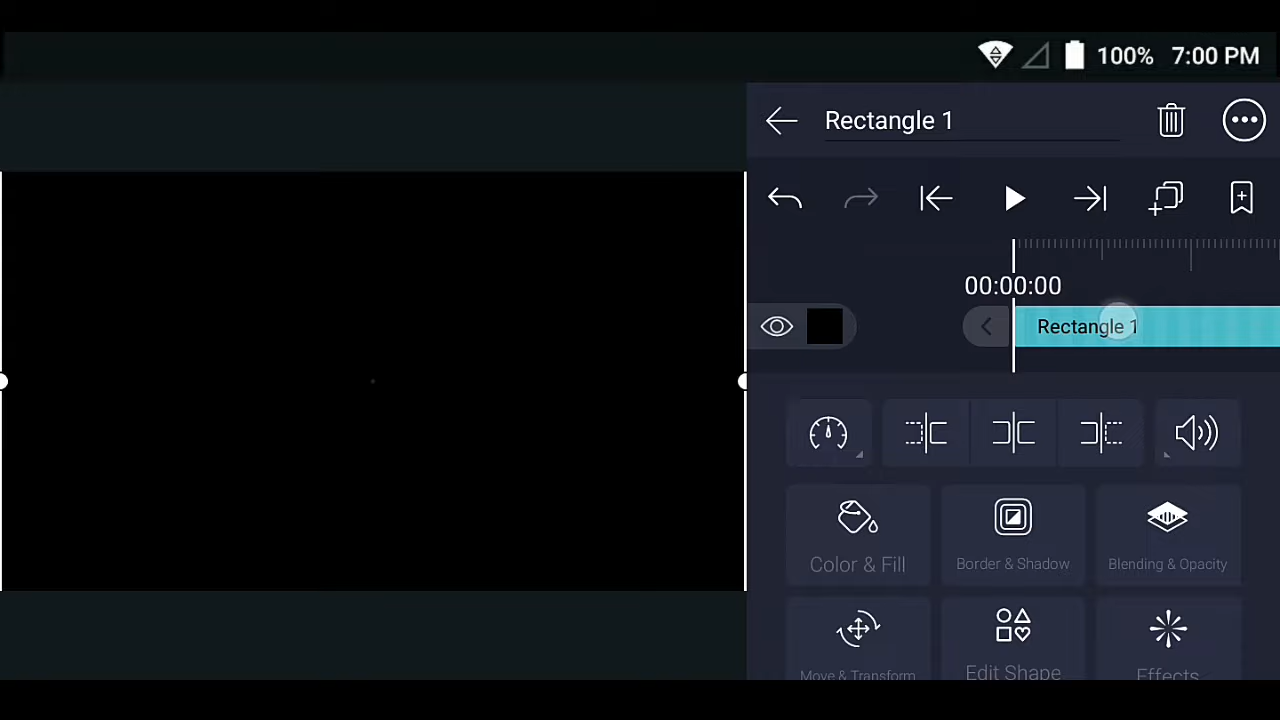 100% 7:00 PM
Rectangle 1
00:00:00
Rectangle 1
Color & Fill
Border & Shadow
Blending & Opacity
Move & Transform
Edit Shape
Effects